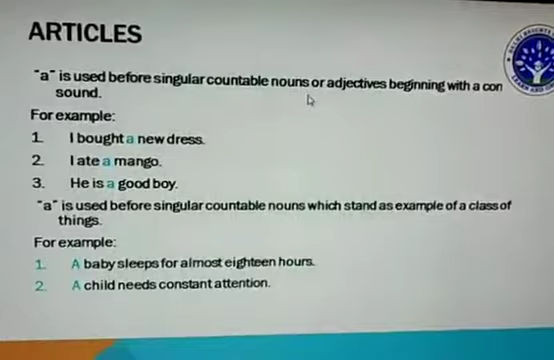 ARTICLES
"a" is used before singular countable nouns or adjectives beginning with a con
sound.
For example:
1. I bought a new dress.
2. I ate a mango.
3. He is a good boy.
"a" is used before singular countable nouns which stand as example of a class of
things.
For example:
1. A baby sleeps for almost eighteen hours.
2. A child needs constant attention.